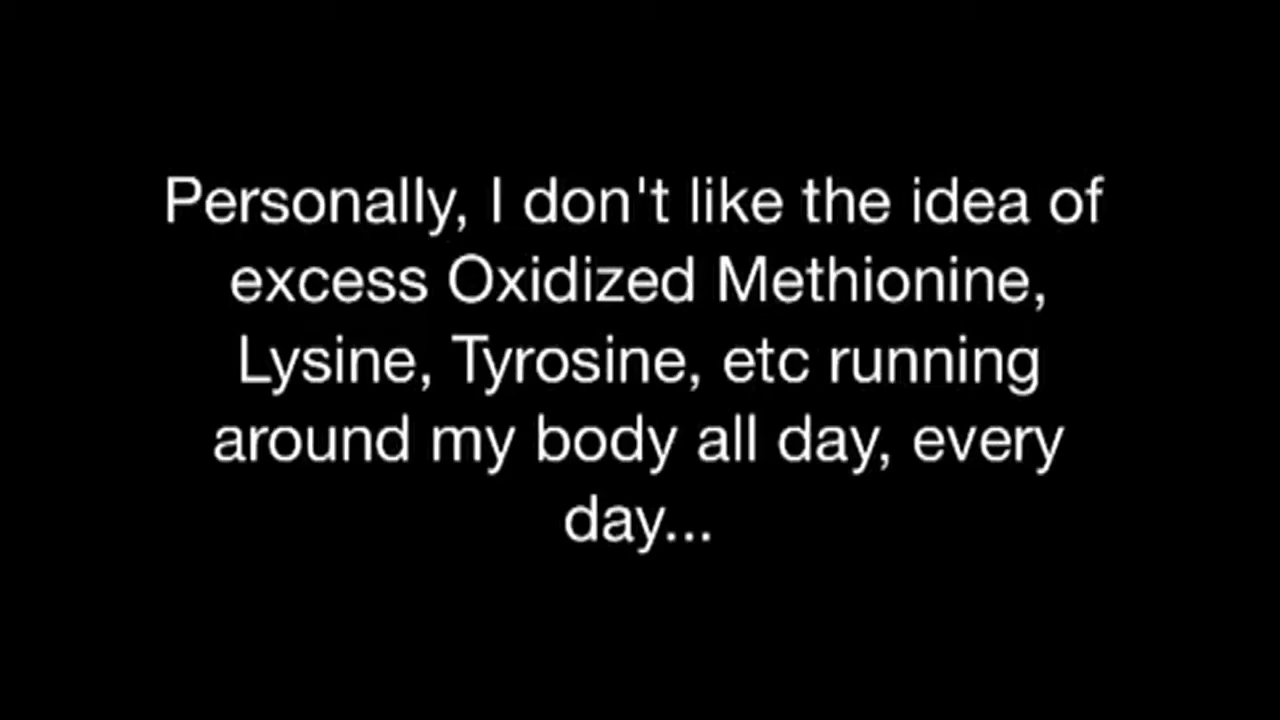 Personally, I don't like the idea of
excess Oxidized Methionine,
Lysine, Tyrosine, etc running
around my body all day, every
day...